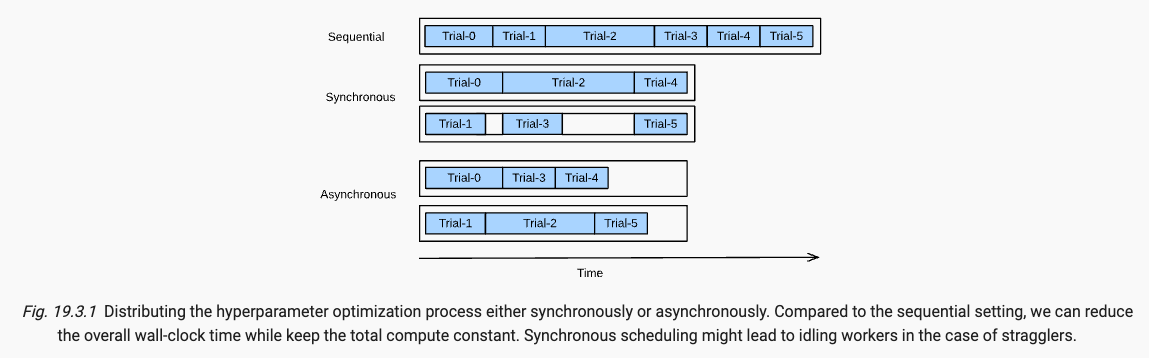 Sequential
Trial-0 Trial-1 Trial-2 Trial-3 Trial-4 Trial-5
Synchronous
Trial-0 Trial-2 Trial-4
Trial-1 Trial-3 Trial-5
Asynchronous
Trial-0 Trial-3 Trial-4
Trial-1 Trial-2 Trial-5
Time
Fig. 19.3.1 Distributing the hyperparameter optimization process either synchronously or asynchronously. Compared to the sequential setting, we can reduce
the overall wall-clock time while keep the total compute constant. Synchronous scheduling might lead to idling workers in the case of stragglers.